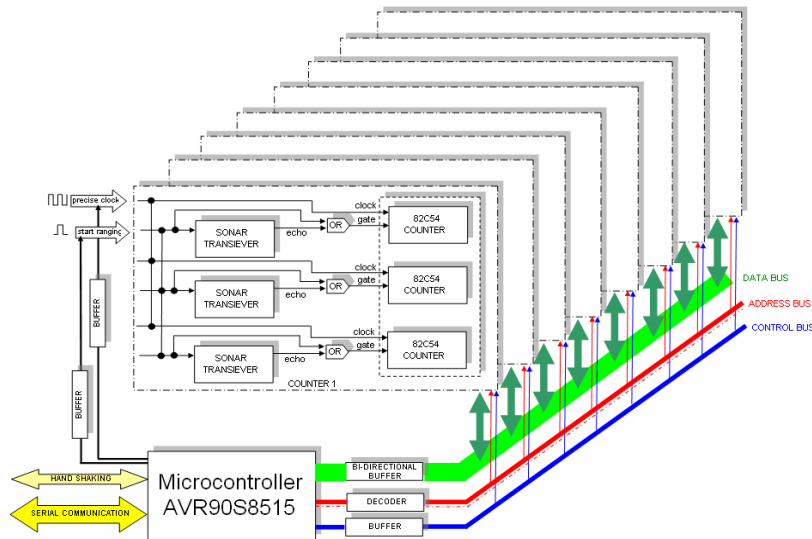 precise clock
start ranging
BUFFER
BUFFER
clock
gate
SONAR
TRANSIEVER
echo
OR
82C54
COUNTER
clock
gate
SONAR
TRANSIEVER
echo
OR
82C54
COUNTER
clock
gate
SONAR
TRANSIEVER
echo
OR
82C54
COUNTER
COUNTER 1
DATA BUS
ADDRESS BUS
CONTROL BUS
HAND SHAKING
SERIAL COMMUNICATION
Microcontroller
AVR90S8515
BI-DIRECTIONAL
BUFFER
DECODER
BUFFER